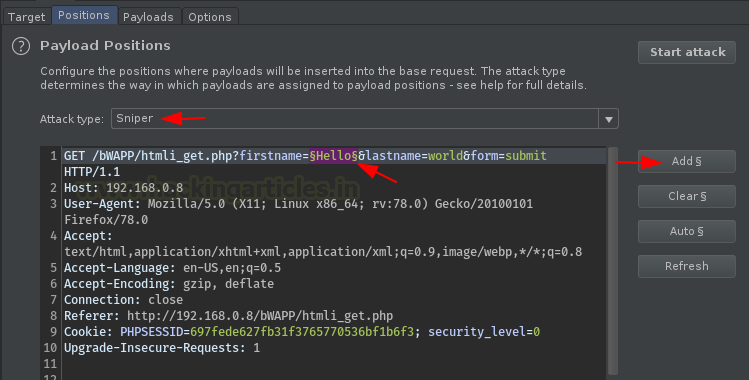 Target Positions Payloads Options
? Payload Positions
Start attack
Configure the positions where payloads will be inserted into the base request. The attack type
determines the way in which payloads are assigned to payload positions - see help for full details.
Attack type: Sniper
1 GET /bWAPP/htmli_get.php?firstname=§Hello§&lastname=world&form=submit
HTTP/1.1
2 Host: 192.168.0.8
3 User-Agent: Mozilla/5.0 (X11; Linux x86_64; rv:78.0) Gecko/20100101
Firefox/78.0
4 Accept:
text/html,application/xhtml+xml,application/xml;q=0.9,image/webp,*/*;q=0.8
5 Accept-Language: en-US,en;q=0.5
6 Accept-Encoding: gzip, deflate
7 Connection: close
8 Referer: http://192.168.0.8/bWAPP/htmli_get.php
9 Cookie: PHPSESSID=697fede627fb31f3765770536bf1b6f3; security_level=0
10 Upgrade-Insecure-Requests: 1
11
12
Add §
Clear §
Auto §
Refresh